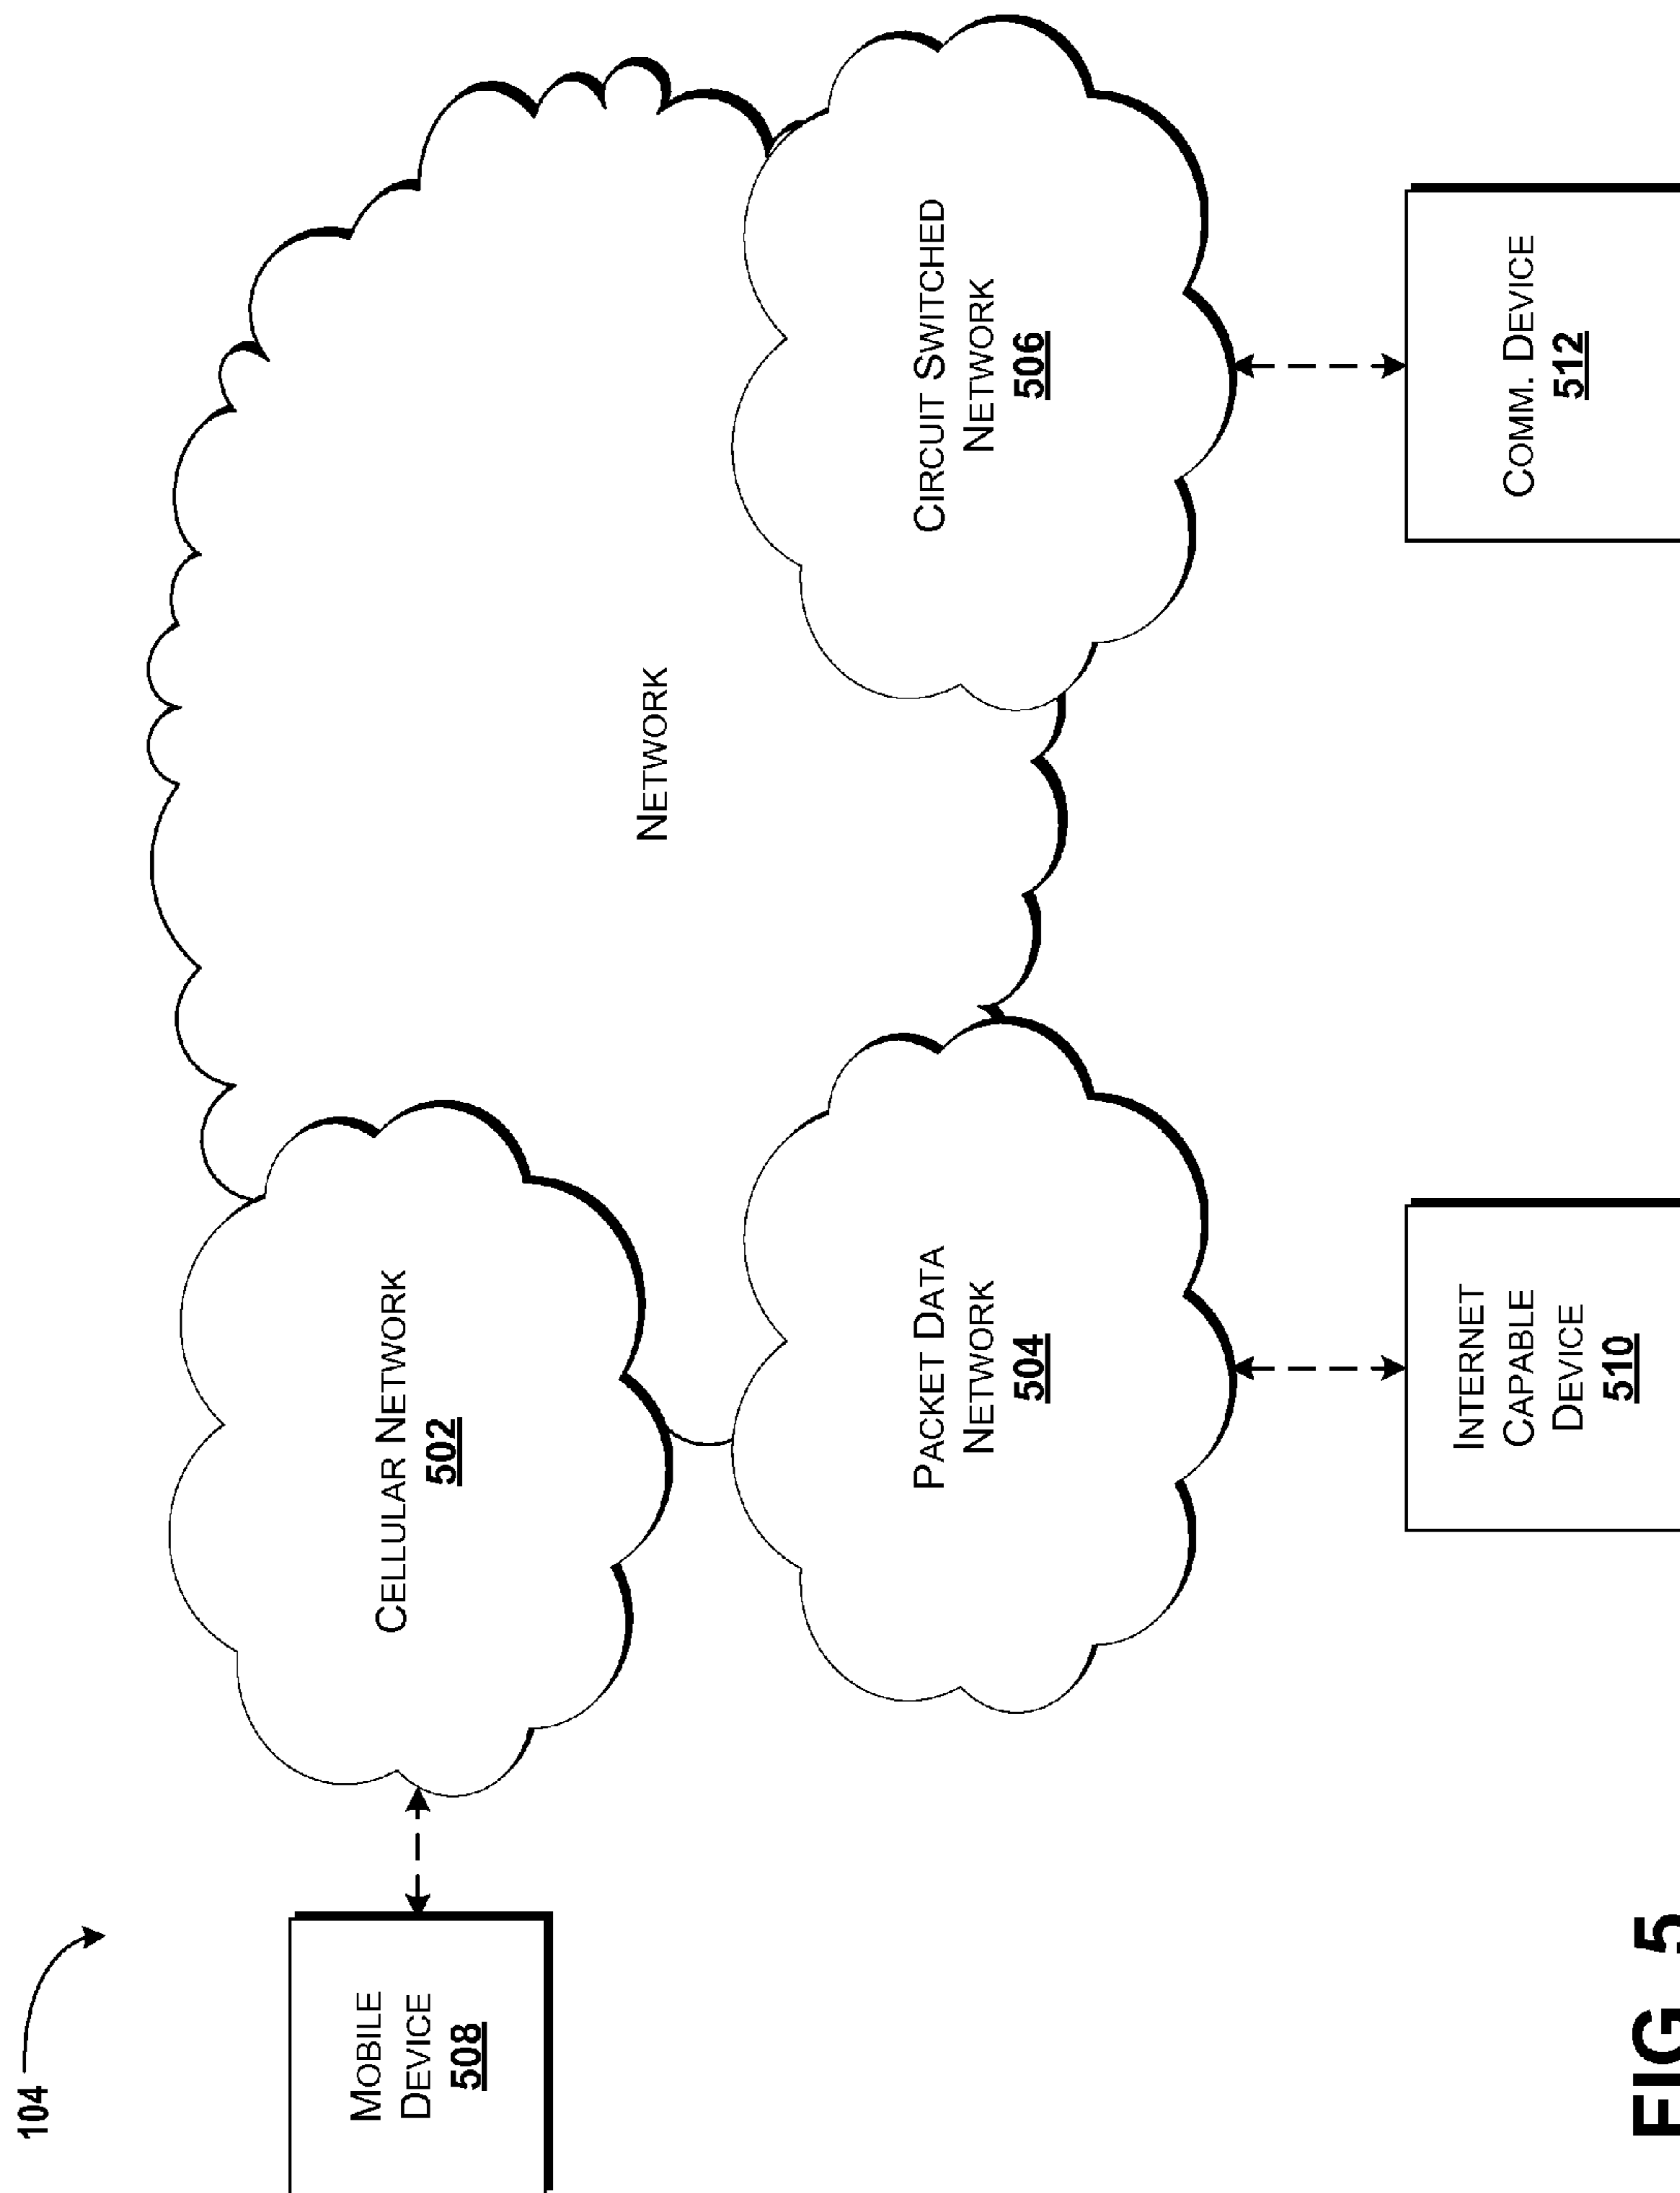 104
MOBILE
DEVICE
508
CELLULAR NETWORK
502
NETWORK
PACKET DATA
NETWORK
504
CIRCUIT SWITCHED
NETWORK
506
INTERNET
CAPABLE
DEVICE
510
COMM. DEVICE
512
FIG. 5